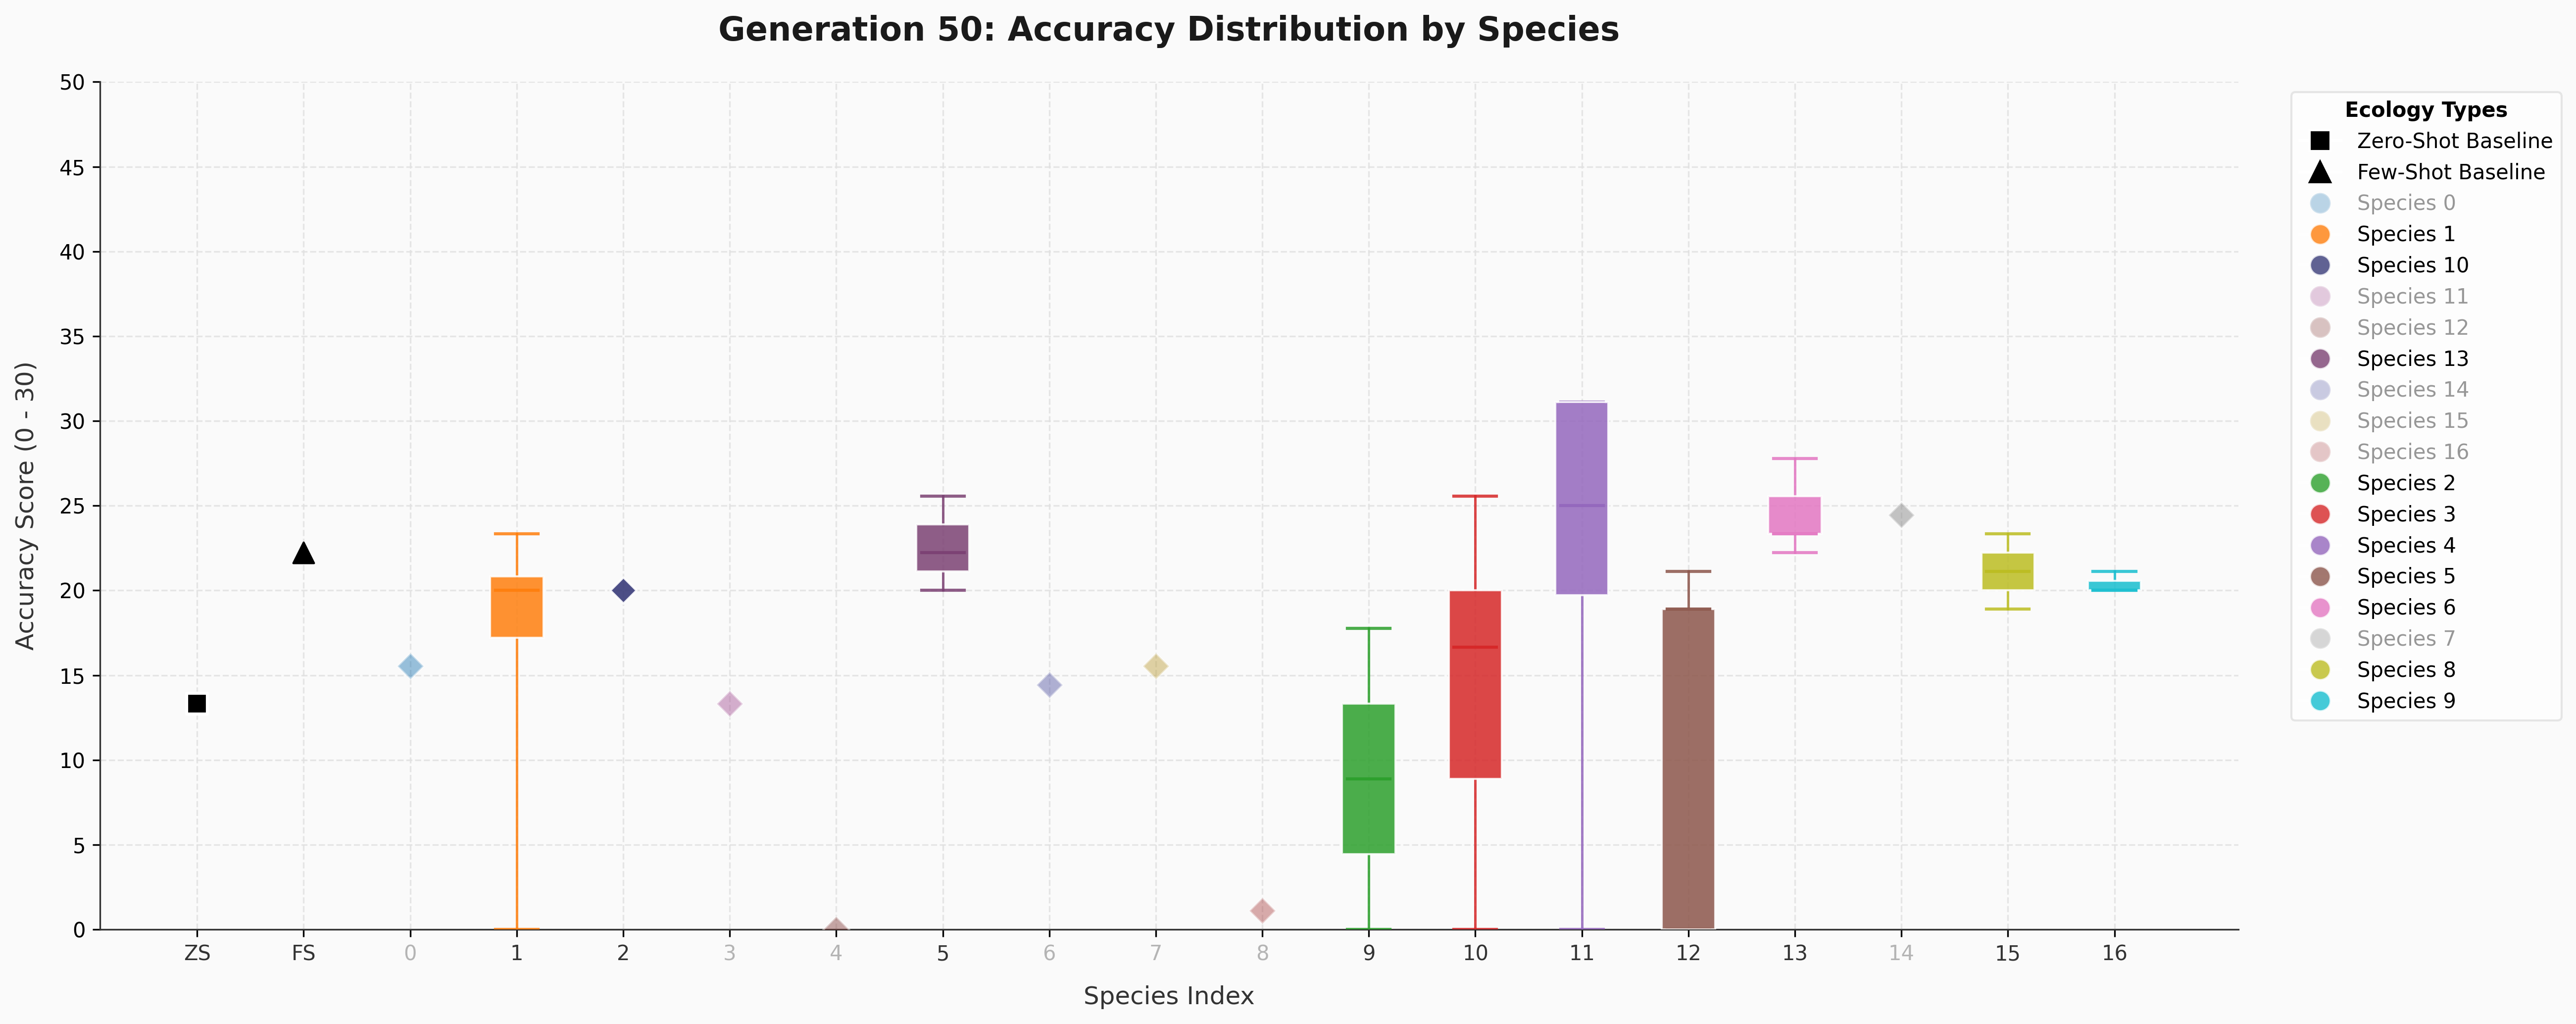 Generation 50: Accuracy Distribution by Species
Accuracy Score (0 - 30)
50
45
40
35
30
25
20
15
10
5
0
ZS FS 0 1 2 3 4 5 6 7 8 9 10 11 12 13 14 15 16
Species Index
Ecology Types
Zero-Shot Baseline
Few-Shot Baseline
Species 0
Species 1
Species 10
Species 11
Species 12
Species 13
Species 14
Species 15
Species 16
Species 2
Species 3
Species 4
Species 5
Species 6
Species 7
Species 8
Species 9